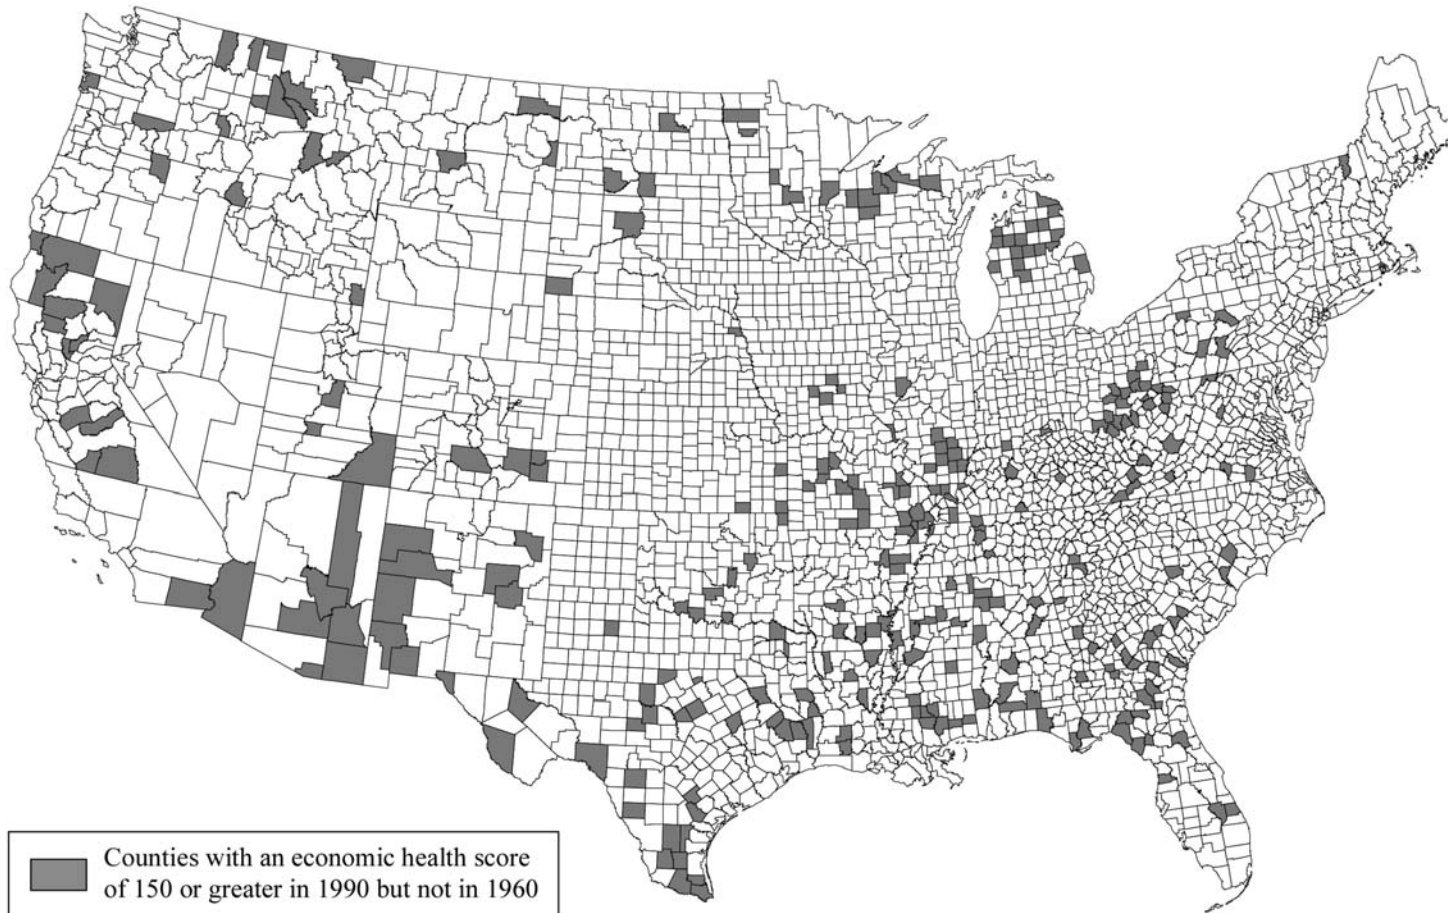 Counties with an economic health score
of 150 or greater in 1990 but not in 1960